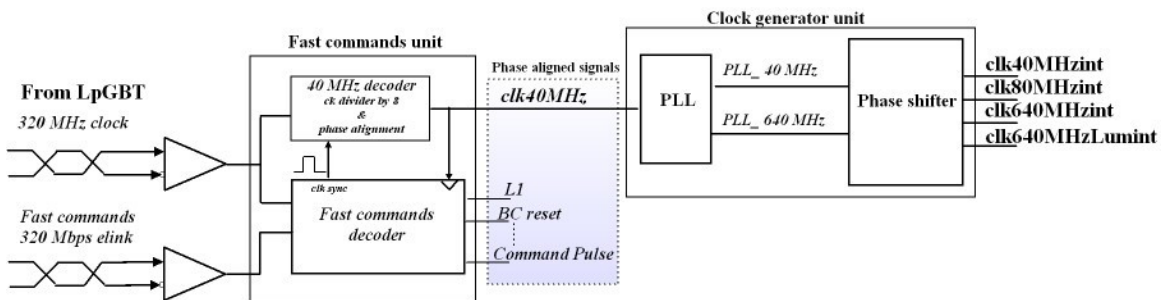 Clock generator unit
Fast commands unit
Phase aligned signals
From LpGBT
320 MHz clock
40 MHz decoder
ck divider by 8
&
phase alignment
clk40MHz
PLL
PLL_ 40 MHz
PLL_ 640 MHz
Phase shifter
clk40MHzint
clk80MHzint
clk640MHzint
clk640MHzLumint
clk sync
Fast commands
decoder
L1
BC reset
Command Pulse
Fast commands
320 Mbps elink